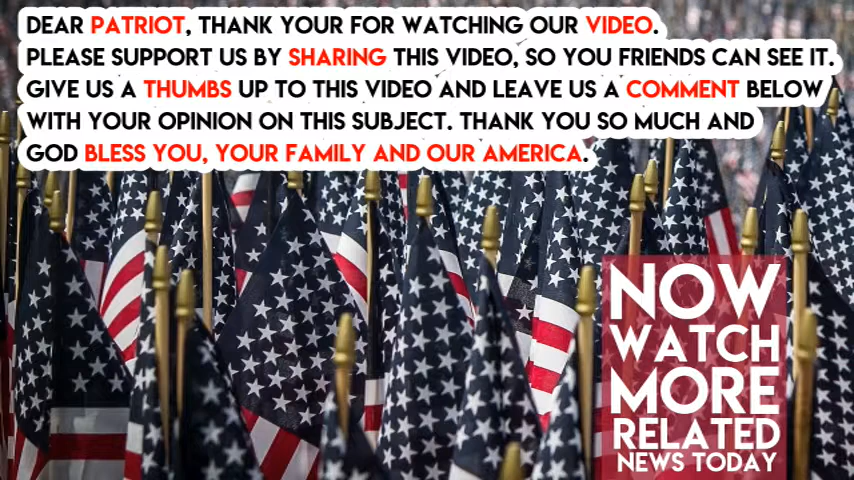 DEAR PATRIOT, THANK YOUR FOR WATCHING OUR VIDEO.
PLEASE SUPPORT US BY SHARING THIS VIDEO, SO YOU FRIENDS CAN SEE IT.
GIVE US A THUMBS UP TO THIS VIDEO AND LEAVE US A COMMENT BELOW
WITH YOUR OPINION ON THIS SUBJECT. THANK YOU SO MUCH AND
GOD BLESS YOU, YOUR FAMILY AND OUR AMERICA.
NOW
WATCH
MORE
RELATED
NEWS TODAY